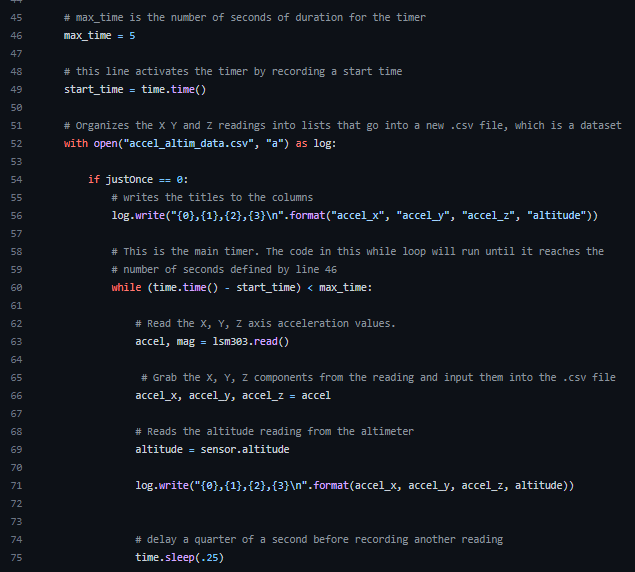 44
45 # max_time is the number of seconds of duration for the timer
46 max_time = 5
47
48 # this line activates the timer by recording a start time
49 start_time = time.time()
50
51 # Organizes the X Y and Z readings into lists that go into a new .csv file, which is a dataset
52 with open("accel_altim_data.csv", "a") as log:
53
54 if justOnce == 0:
55 # writes the titles to the columns
56 log.write("{0},{1},{2},{3}\n".format("accel_x", "accel_y", "accel_z", "altitude"))
57
58 # This is the main timer. The code in this while loop will run until it reaches the
59 # number of seconds defined by line 46
60 while (time.time() - start_time) < max_time:
61
62 # Read the X, Y, Z axis acceleration values.
63 accel, mag = lsm303.read()
64
65 # Grab the X, Y, Z components from the reading and input them into the .csv file
66 accel_x, accel_y, accel_z = accel
67
68 # Reads the altitude reading from the altimeter
69 altitude = sensor.altitude
70
71 log.write("{0},{1},{2},{3}\n".format(accel_x, accel_y, accel_z, altitude))
72
73
74 # delay a quarter of a second before recording another reading
75 time.sleep(.25)